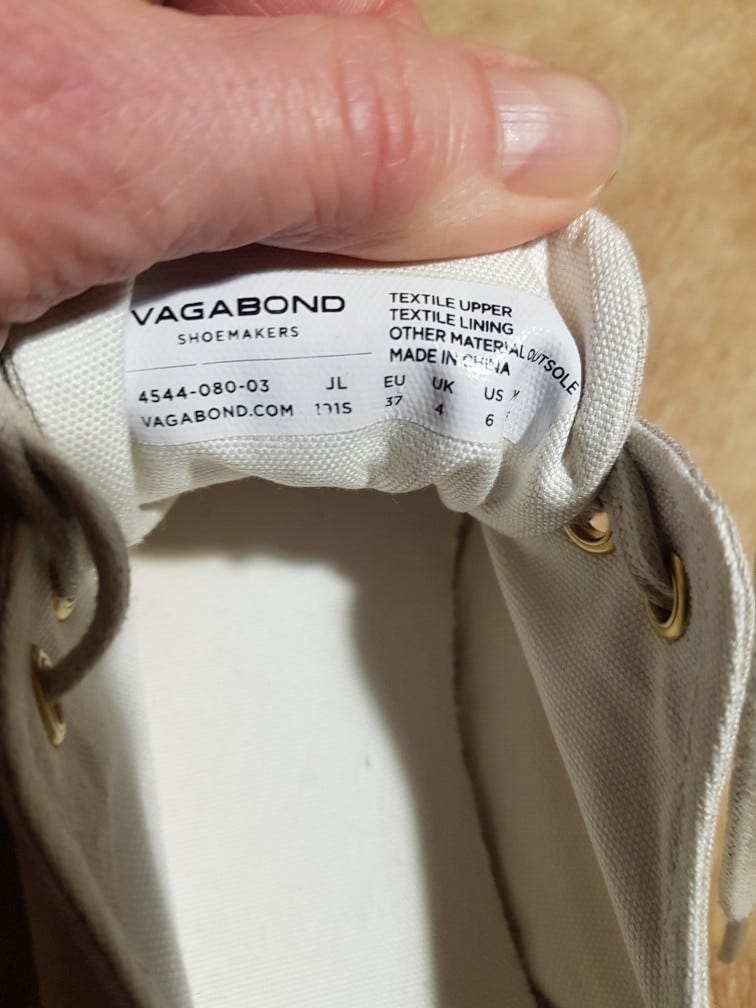 VAGABOND
SHOEMAKERS
4544-080-03 JL
VAGABOND.COM
TEXTILE UPPER
TEXTILE LINING
OTHER MATERIAL OUTSOLE
MADE IN CHINA
EU UK US
37 4 6